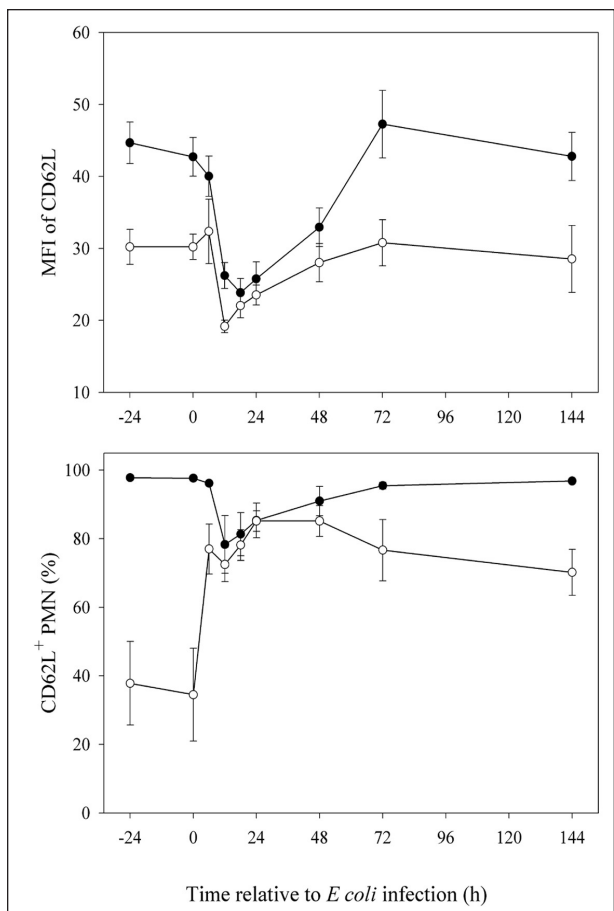 60
50
40
30
20
10
MFI of CD62L
-24 0 24 48 72 96 120 144
100
80
60
40
20
0
CD62L+ PMN (%)
-24 0 24 48 72 96 120 144
Time relative to E coli infection (h)